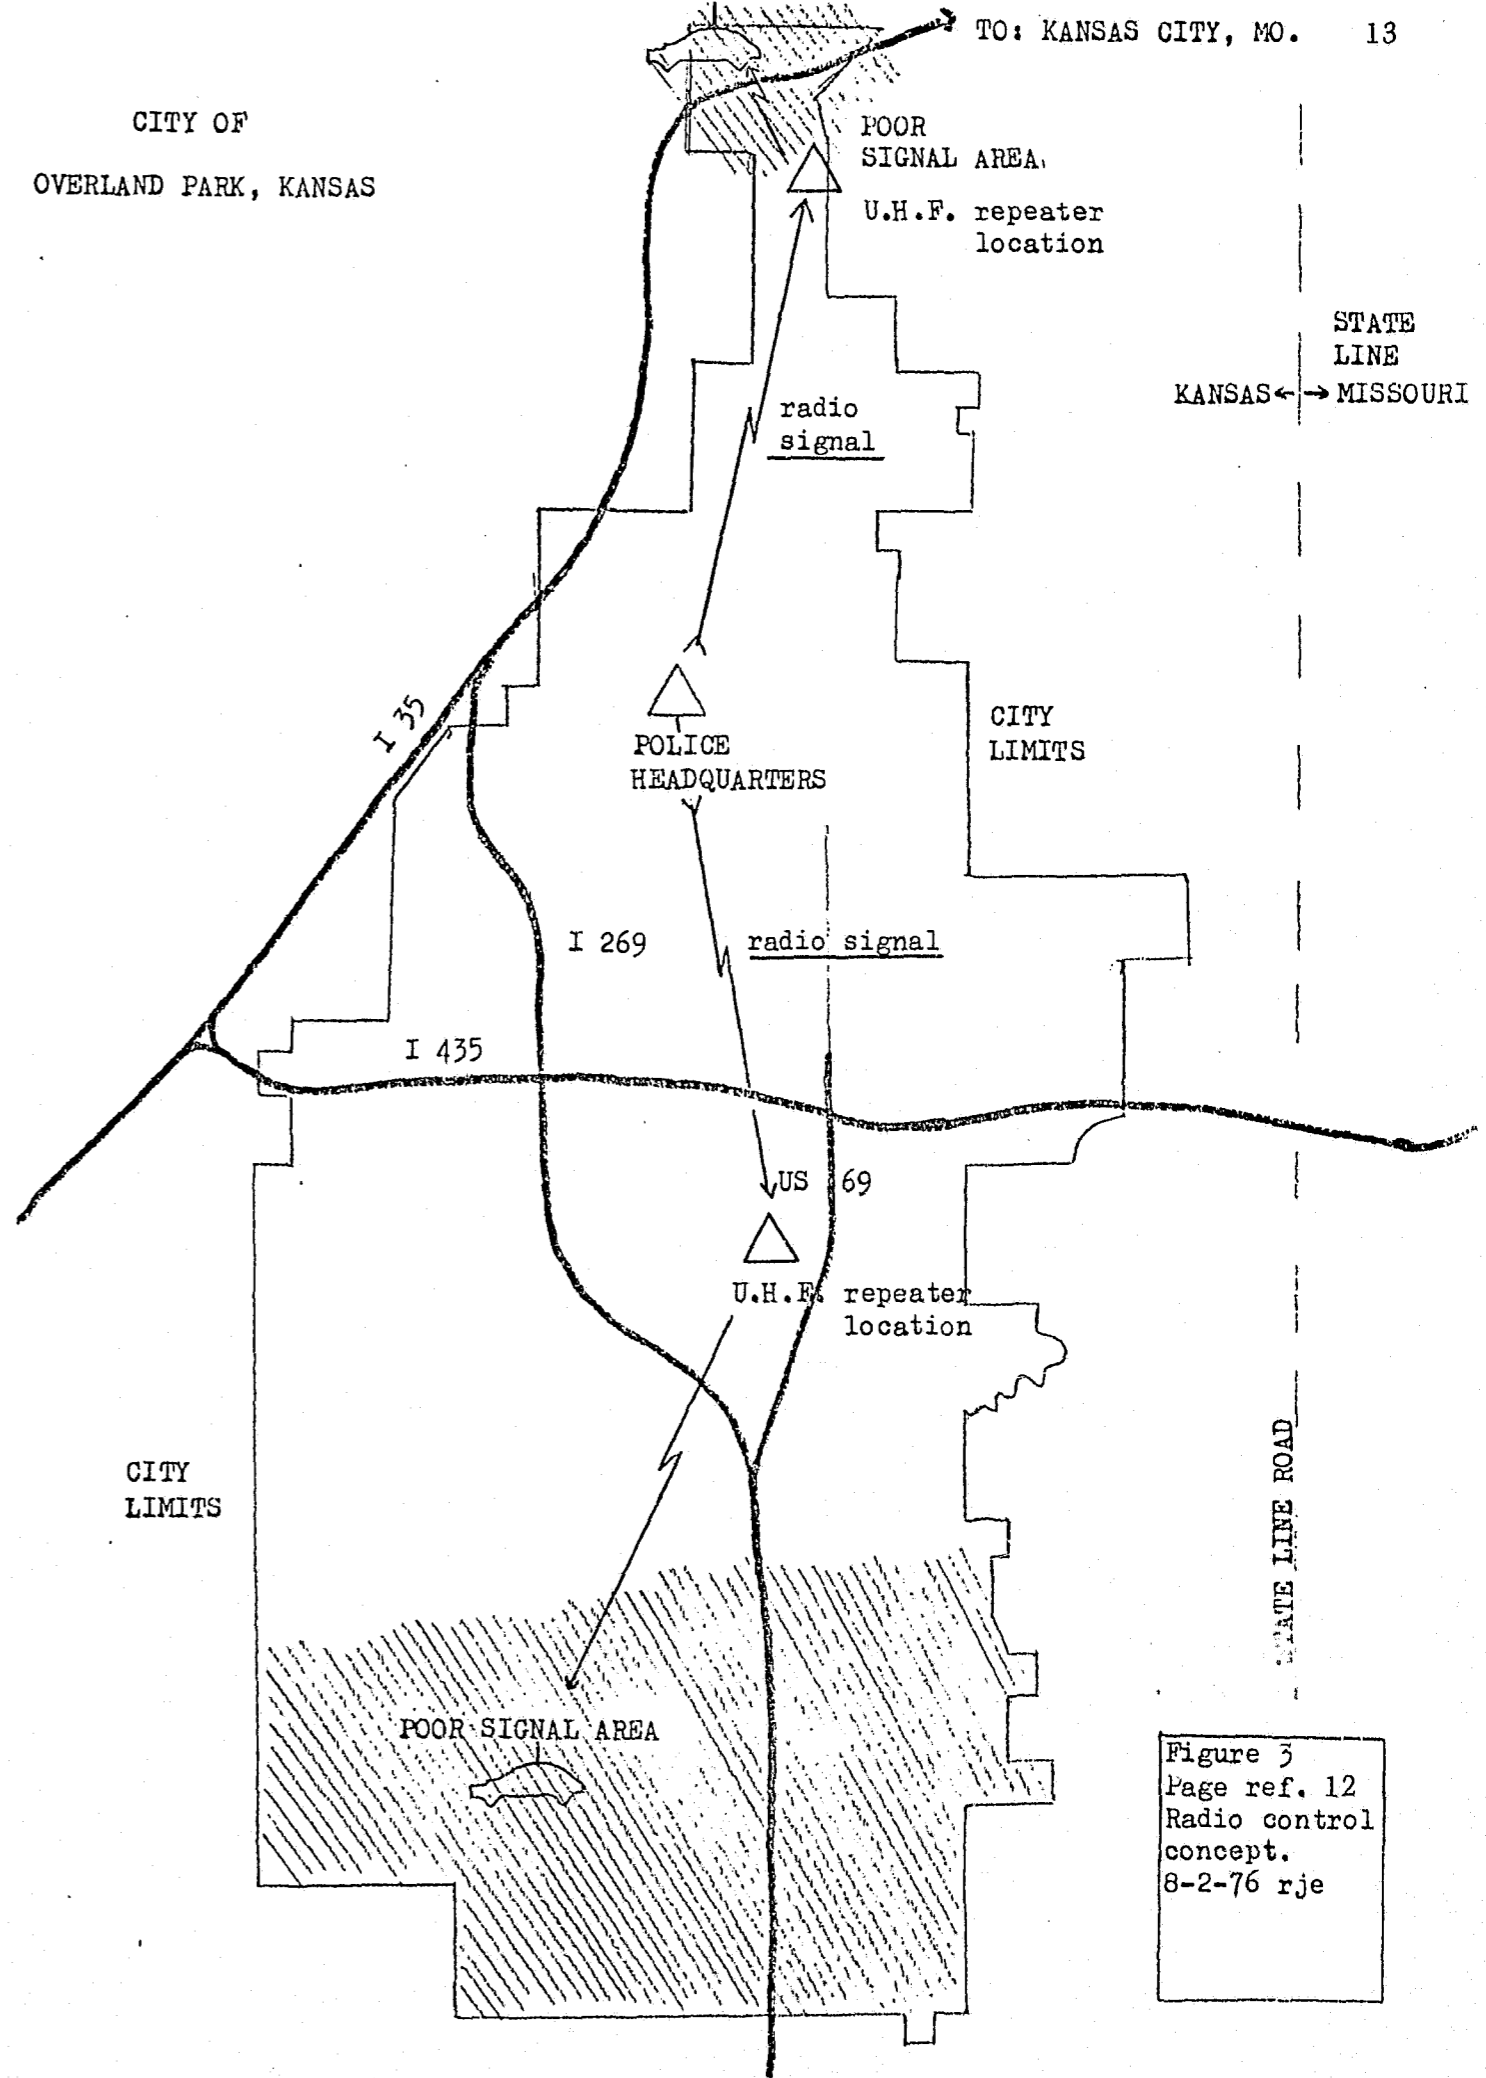 TO: KANSAS CITY, MO. 13
CITY OF
OVERLAND PARK, KANSAS
POOR
SIGNAL AREA
U.H.F. repeater
location
STATE
LINE
KANSAS←→MISSOURI
radio
signal
I 35
POLICE
HEADQUARTERS
CITY
LIMITS
I 269
radio signal
I 435
US 69
U.H.F. repeater
location
CITY
LIMITS
STATE LINE ROAD
POOR SIGNAL AREA
Figure 3
Page ref. 12
Radio control
concept.
8-2-76 rje